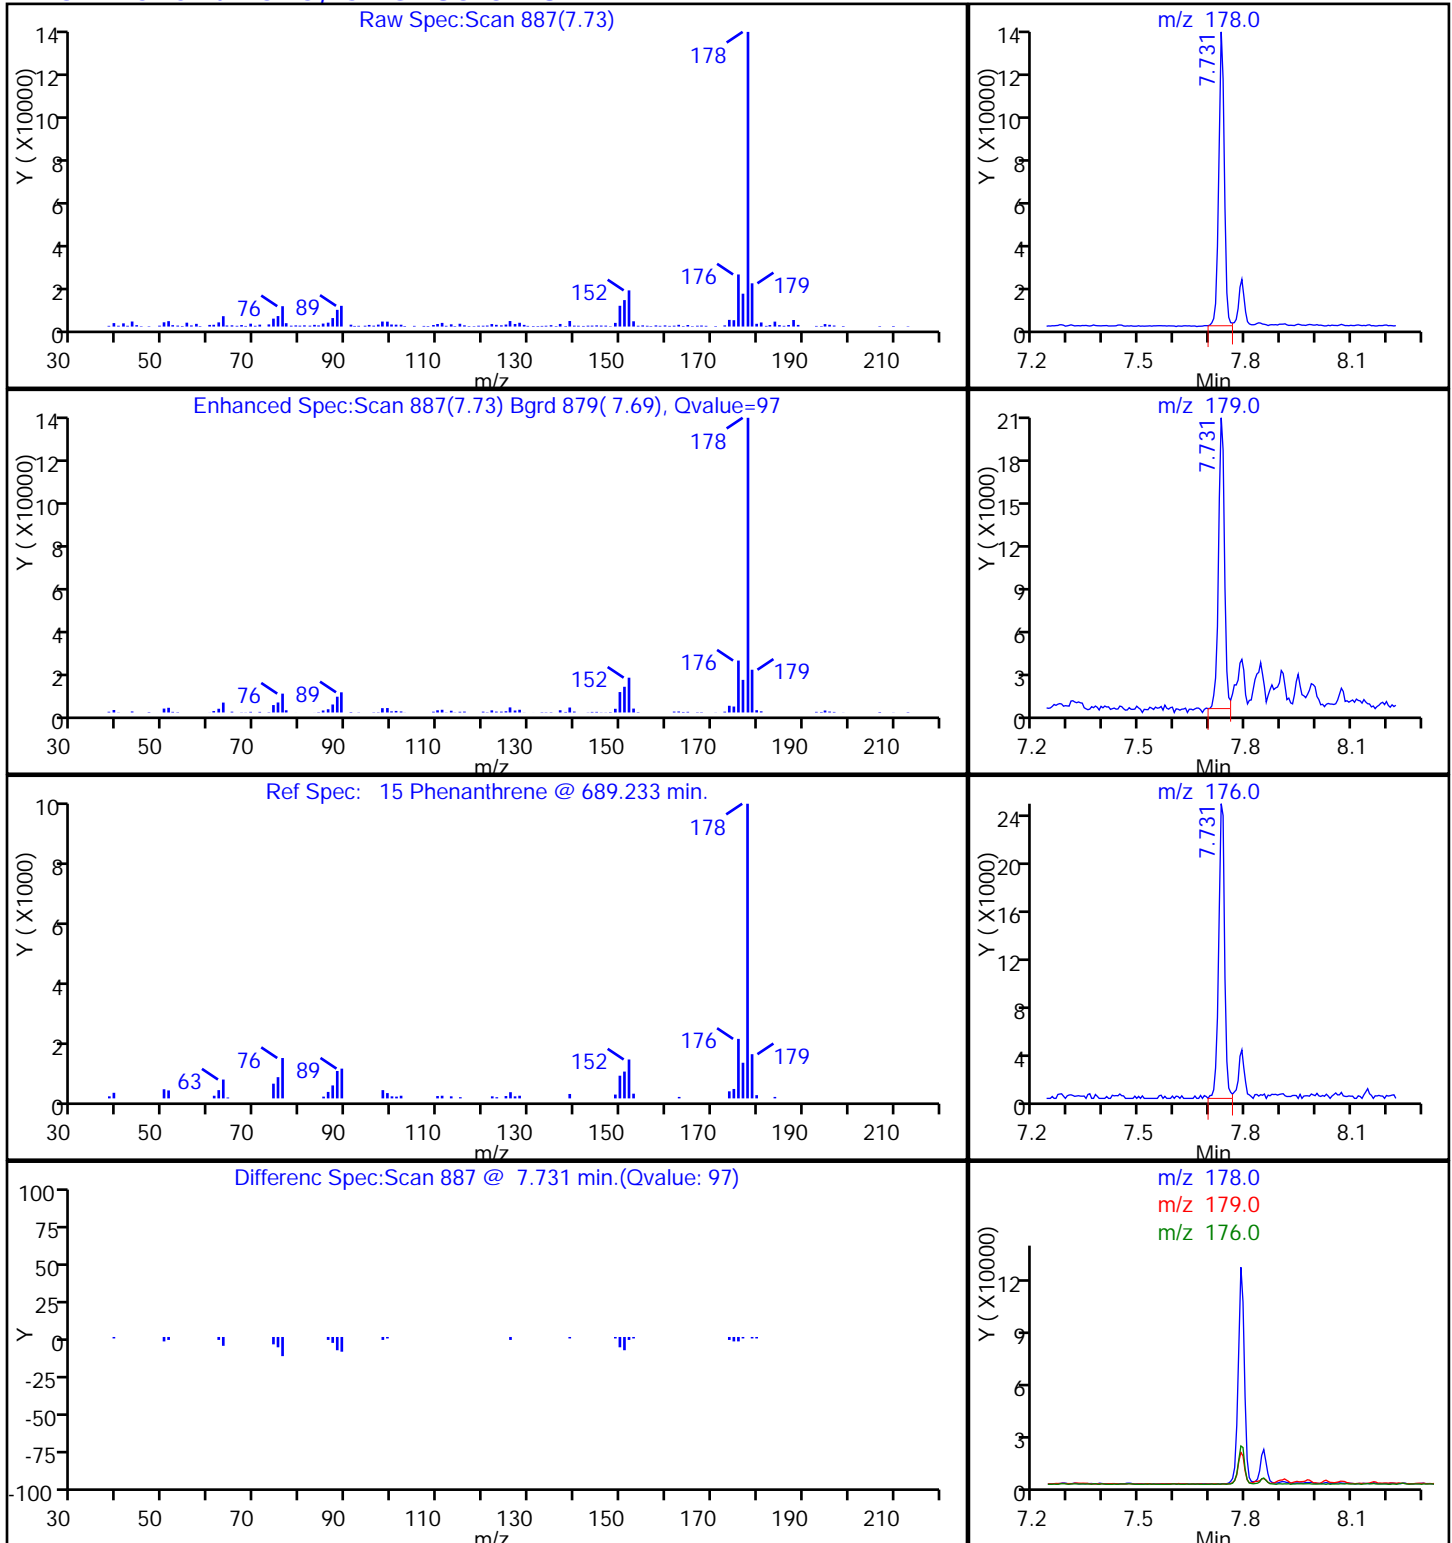 Raw Spec:Scan 887(7.73)
14
12
10
8
6
4
2
0
Y ( X10000)
178
176
179
152
89
76
30 50 70 90 110 130 150 170 190 210
m/z
m/z 178.0
14
12
10
8
6
4
2
0
Y ( X10000)
7.731
7.2 7.5 7.8 8.1
Min
Enhanced Spec:Scan 887(7.73) Bgrd 879( 7.69), Qvalue=97
14
12
10
8
6
4
2
0
Y ( X10000)
178
176
179
152
89
76
30 50 70 90 110 130 150 170 190 210
m/z
m/z 179.0
21
18
15
12
9
6
3
0
Y ( X1000)
7.731
7.2 7.5 7.8 8.1
Min
Ref Spec: 15 Phenanthrene @ 689.233 min.
10
8
6
4
2
0
Y ( X1000)
178
176
179
152
89
76
63
30 50 70 90 110 130 150 170 190 210
m/z
m/z 176.0
24
20
16
12
8
4
0
Y ( X1000)
7.731
7.2 7.5 7.8 8.1
Min
Differenc Spec:Scan 887 @ 7.731 min.(Qvalue: 97)
100
75
50
25
0
-25
-50
-75
-100
Y
30 50 70 90 110 130 150 170 190 210
m/z
m/z 178.0
m/z 179.0
m/z 176.0
12
9
6
3
0
Y ( X10000)
7.2 7.5 7.8 8.1
Min